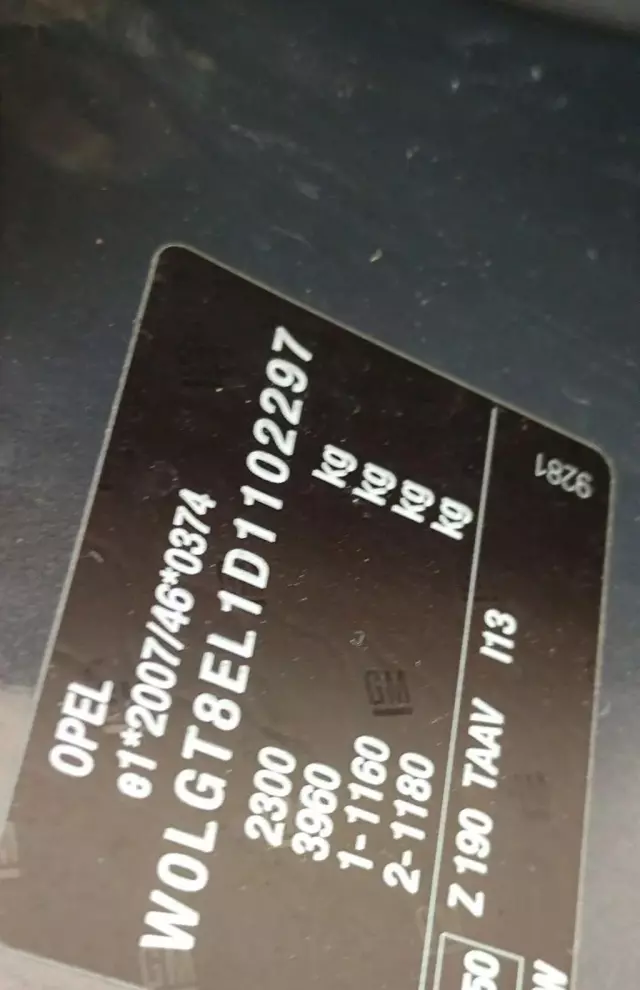 OPEL
e1*2007/46*0374
W0LGT8EL1D1102297
2300 kg
3960 kg
1-1160 kg
2-1180 kg
Z 190 TAAV I13
9281
50
W
GM